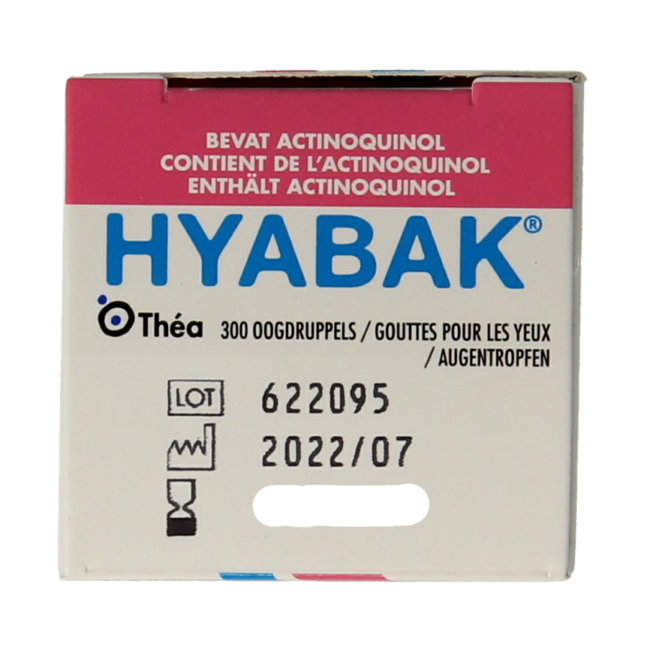 BEVAT ACTINOQUINOL
CONTIENT DE L'ACTINOQUINOL
ENTHÄLT ACTINOQUINOL
HYABAK®
Théa 300 OOGDRUPPELS / GOUTTES POUR LES YEUX
/ AUGENTROPFEN
LOT 622095
2022/07